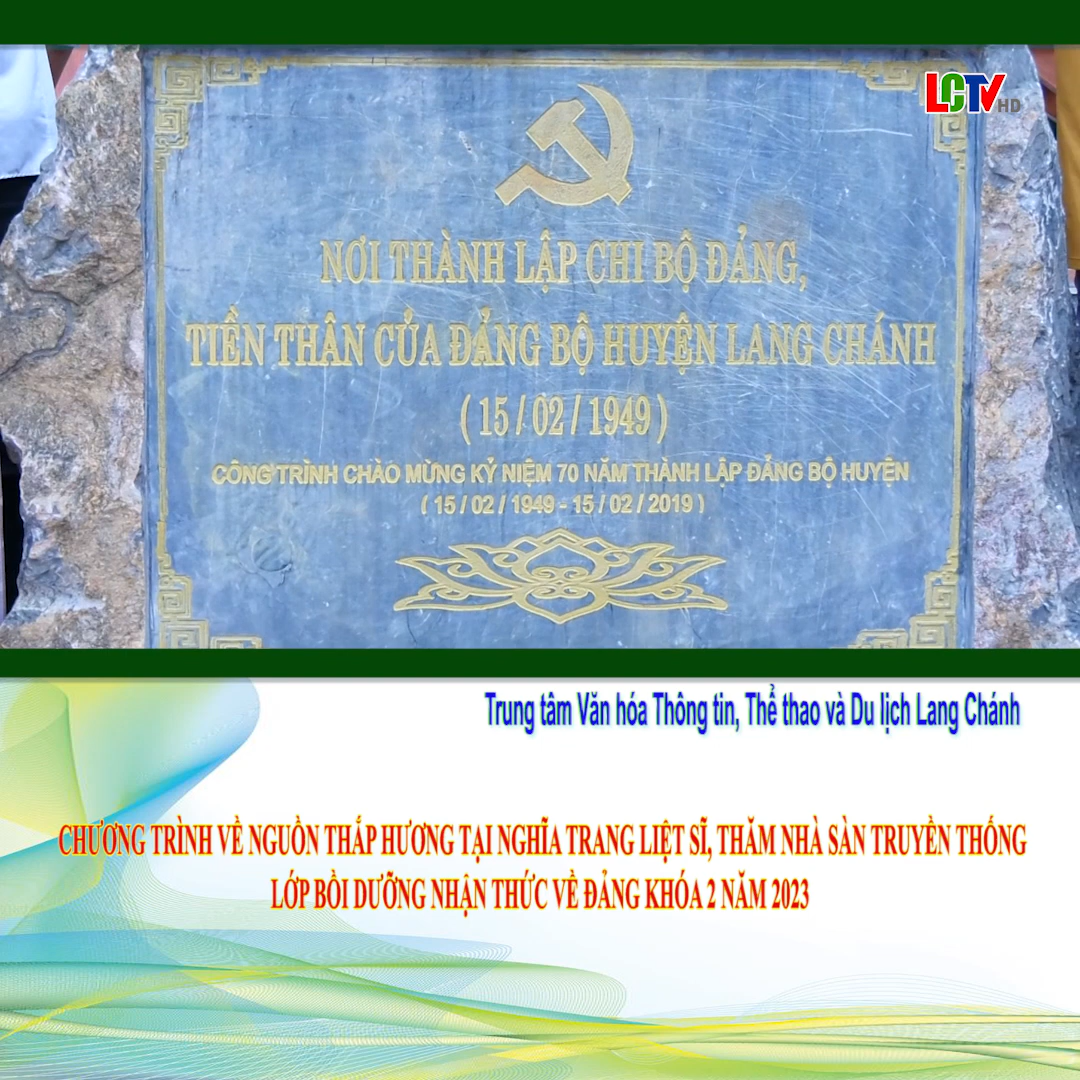 LCTV HD
NƠI THÀNH LẬP CHI BỘ ĐẢNG,
TIỀN THÂN CỦA ĐẢNG BỘ HUYỆN LANG CHÁNH
( 15 / 02 / 1949 )
CÔNG TRÌNH CHÀO MỪNG KỶ NIỆM 70 NĂM THÀNH LẬP ĐẢNG BỘ HUYỆN
( 15 / 02 / 1949 - 15 / 02 / 2019 )
Trung tâm Văn hóa Thông tin, Thể thao và Du lịch Lang Chánh
CHƯƠNG TRÌNH VỀ NGUỒN THẮP HƯƠNG TẠI NGHĨA TRANG LIỆT SĨ, THĂM NHÀ SÀN TRUYỀN THỐNG
LỚP BỒI DƯỠNG NHẬN THỨC VỀ ĐẢNG KHÓA 2 NĂM 2023